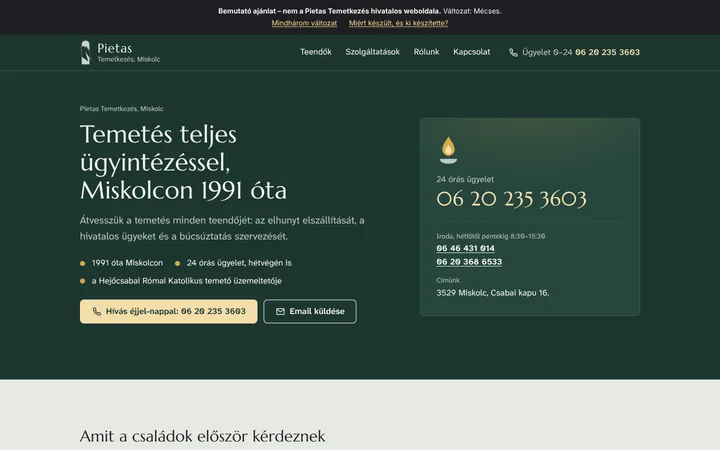 Bemutató ajánlat – nem a Pietas Temetkezés hivatalos weboldala. Változat: Mécses.
Mindhárom változat Miért készült, és ki készítette?
Pietas
Temetkezés, Miskolc
Teendők Szolgáltatások Rólunk Kapcsolat Ügyelet 0–24 06 20 235 3603
Pietas Temetkezés, Miskolc
Temetés teljes
ügyintézéssel,
Miskolcon 1991 óta
Átvesszük a temetés minden teendőjét: az elhunyt elszállítását, a
hivatalos ügyeket és a búcsúztatás szervezését.
1991 óta Miskolcon 24 órás ügyelet, hétvégén is
a Hejőcsabai Római Katolikus temető üzemeltetője
Hívás éjjel-nappal: 06 20 235 3603 Email küldése
24 órás ügyelet
06 20 235 3603
Iroda, hétfőtől péntekig 8:30–15:30
06 46 431 014
06 20 368 6533
Címünk
3529 Miskolc, Csabai kapu 16.
Amit a családok először kérdeznek